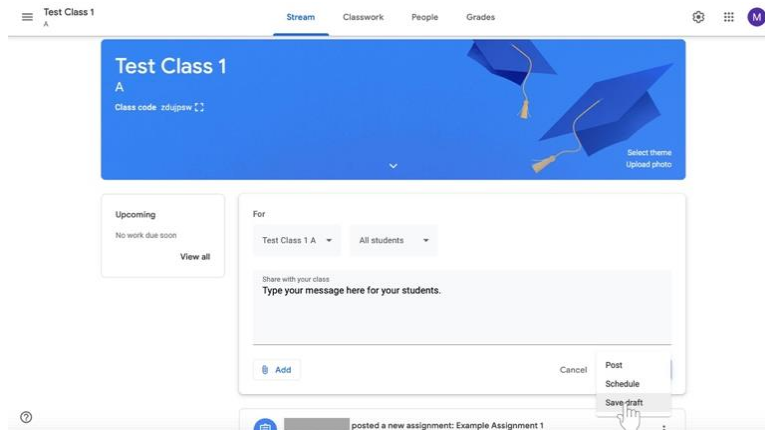 Test Class 1
A
Stream Classwork People Grades
M
Test Class 1
A
Class code zdujpsw
Select theme
Upload photo
Upcoming
No work due soon
View all
For
Test Class 1 A All students
Share with your class
Type your message here for your students.
Add Cancel
Post
Schedule
Save draft
posted a new assignment: Example Assignment 1